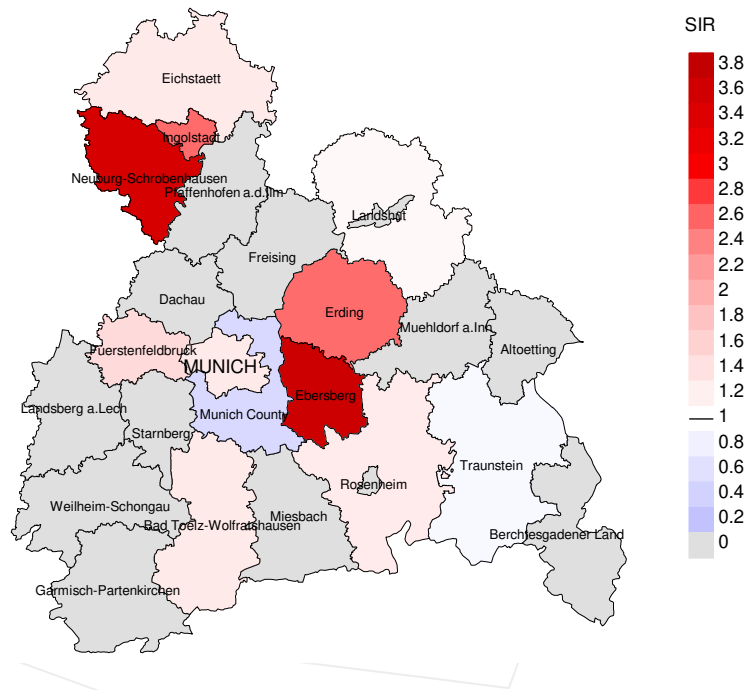 SIR
Eichstaett
Ingolstadt
Neuburg-Schrobenhausen
Pfaffenhofen a.d.Ilm
Landshut
Freising
Dachau
Erding
Muehldorf a.Inn
Altoetting
Fuerstenfeldbruck
MUNICH
Ebersberg
Landsberg a.Lech
Munich County
Starnberg
Traunstein
Rosenheim
Weilheim-Schongau
Miesbach
Bad Toelz-Wolfratshausen
Berchtesgadener Land
Garmisch-Partenkirchen
3.8
3.6
3.4
3.2
3
2.8
2.6
2.4
2.2
2
1.8
1.6
1.4
1.2
1
0.8
0.6
0.4
0.2
0